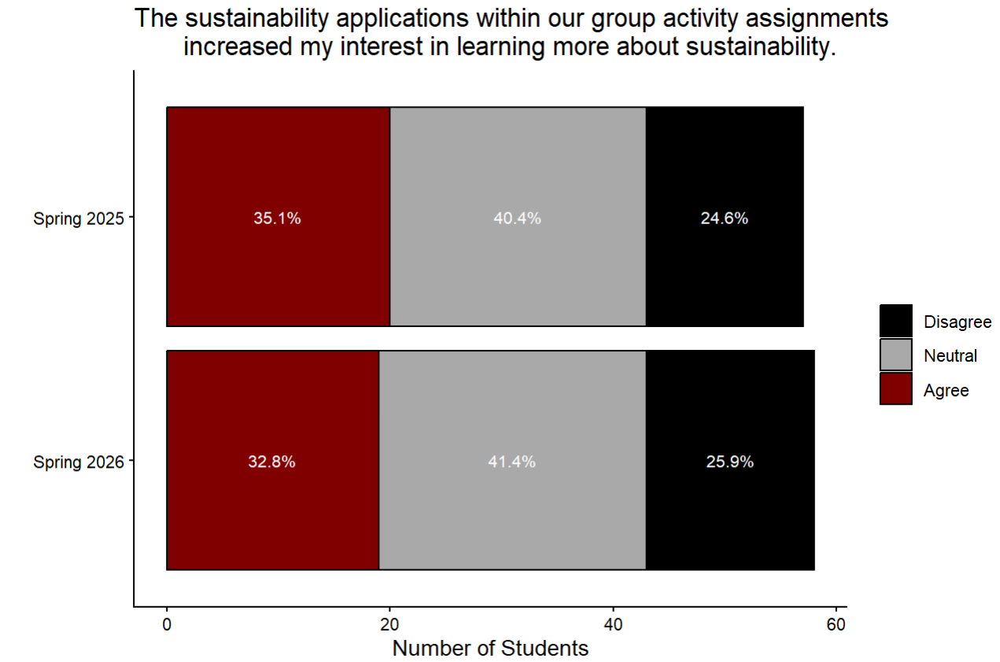 The sustainability applications within our group activity assignments
increased my interest in learning more about sustainability.
Spring 2025
35.1%
40.4%
24.6%
Spring 2026
32.8%
41.4%
25.9%
Disagree
Neutral
Agree
0
20
40
60
Number of Students